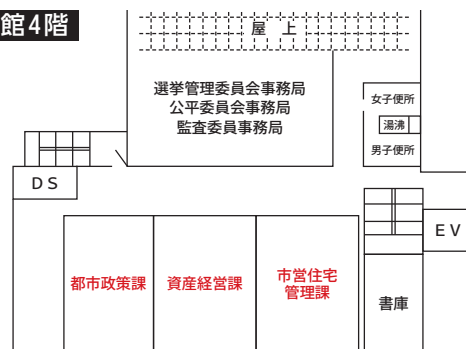 館4階
屋上
選挙管理委員会事務局
公平委員会事務局
監査委員事務局
女子便所
湯沸
男子便所
DS
EV
都市政策課
資産経営課
市営住宅
管理課
書庫